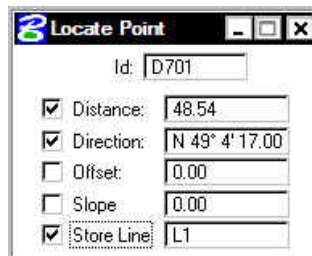 Locate Point
Id: D701
Distance: 48.54
Direction: N 49° 4' 17.00
Offset: 0.00
Slope 0.00
Store Line L1